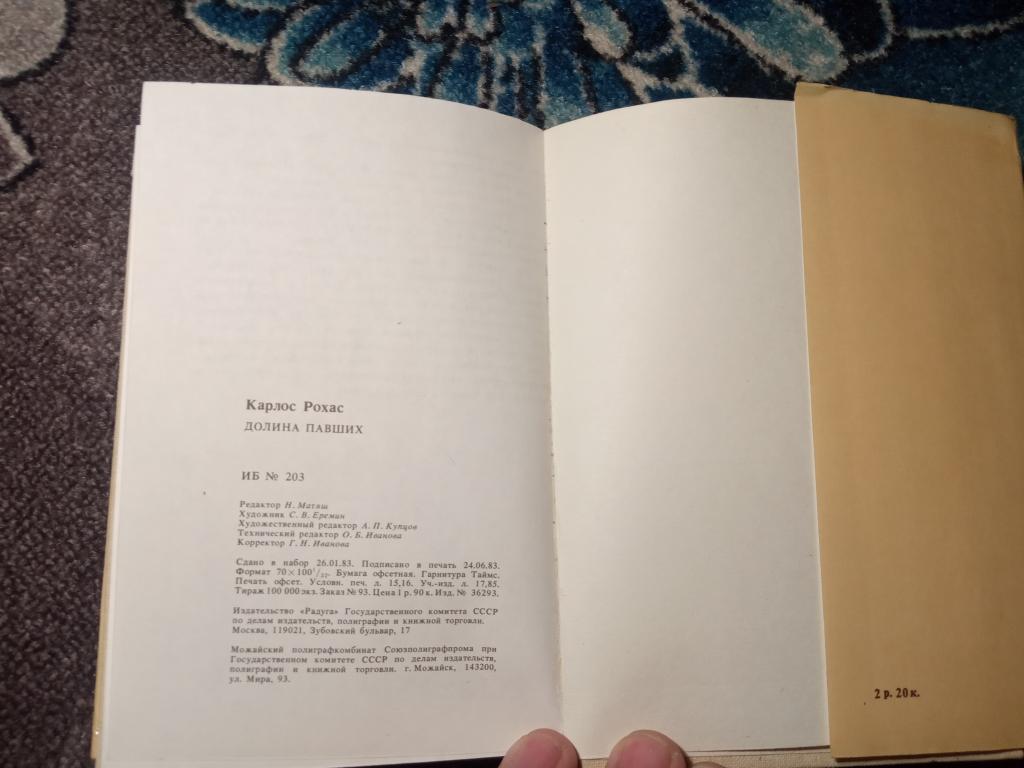 Карлос Рохас
ДОЛИНА ПАВШИХ
ИБ № 203
Редактор Н. Матяш
Художник С. В. Еремин
Художественный редактор А. П. Купцов
Технический редактор О. Б. Иванова
Корректор Г. Н. Иванова
Сдано в набор 26.01.83. Подписано в печать 24.06.83.
Формат 70×100¹/₃₂. Бумага офсетная. Гарнитура Таймс.
Печать офсет. Условн. печ. л. 15,16. Уч.-изд. л. 17,85.
Тираж 100 000 экз. Заказ № 93. Цена 1 р. 90 к. Изд. № 36293.
Издательство «Радуга» Государственного комитета СССР
по делам издательств, полиграфии и книжной торговли.
Москва, 119021, Зубовский бульвар, 17
Можайский полиграфкомбинат Союзполиграфпрома при
Государственном комитете СССР по делам издательств,
полиграфии и книжной торговли. г. Можайск, 143200,
ул. Мира, 93.
2 р. 20 к.